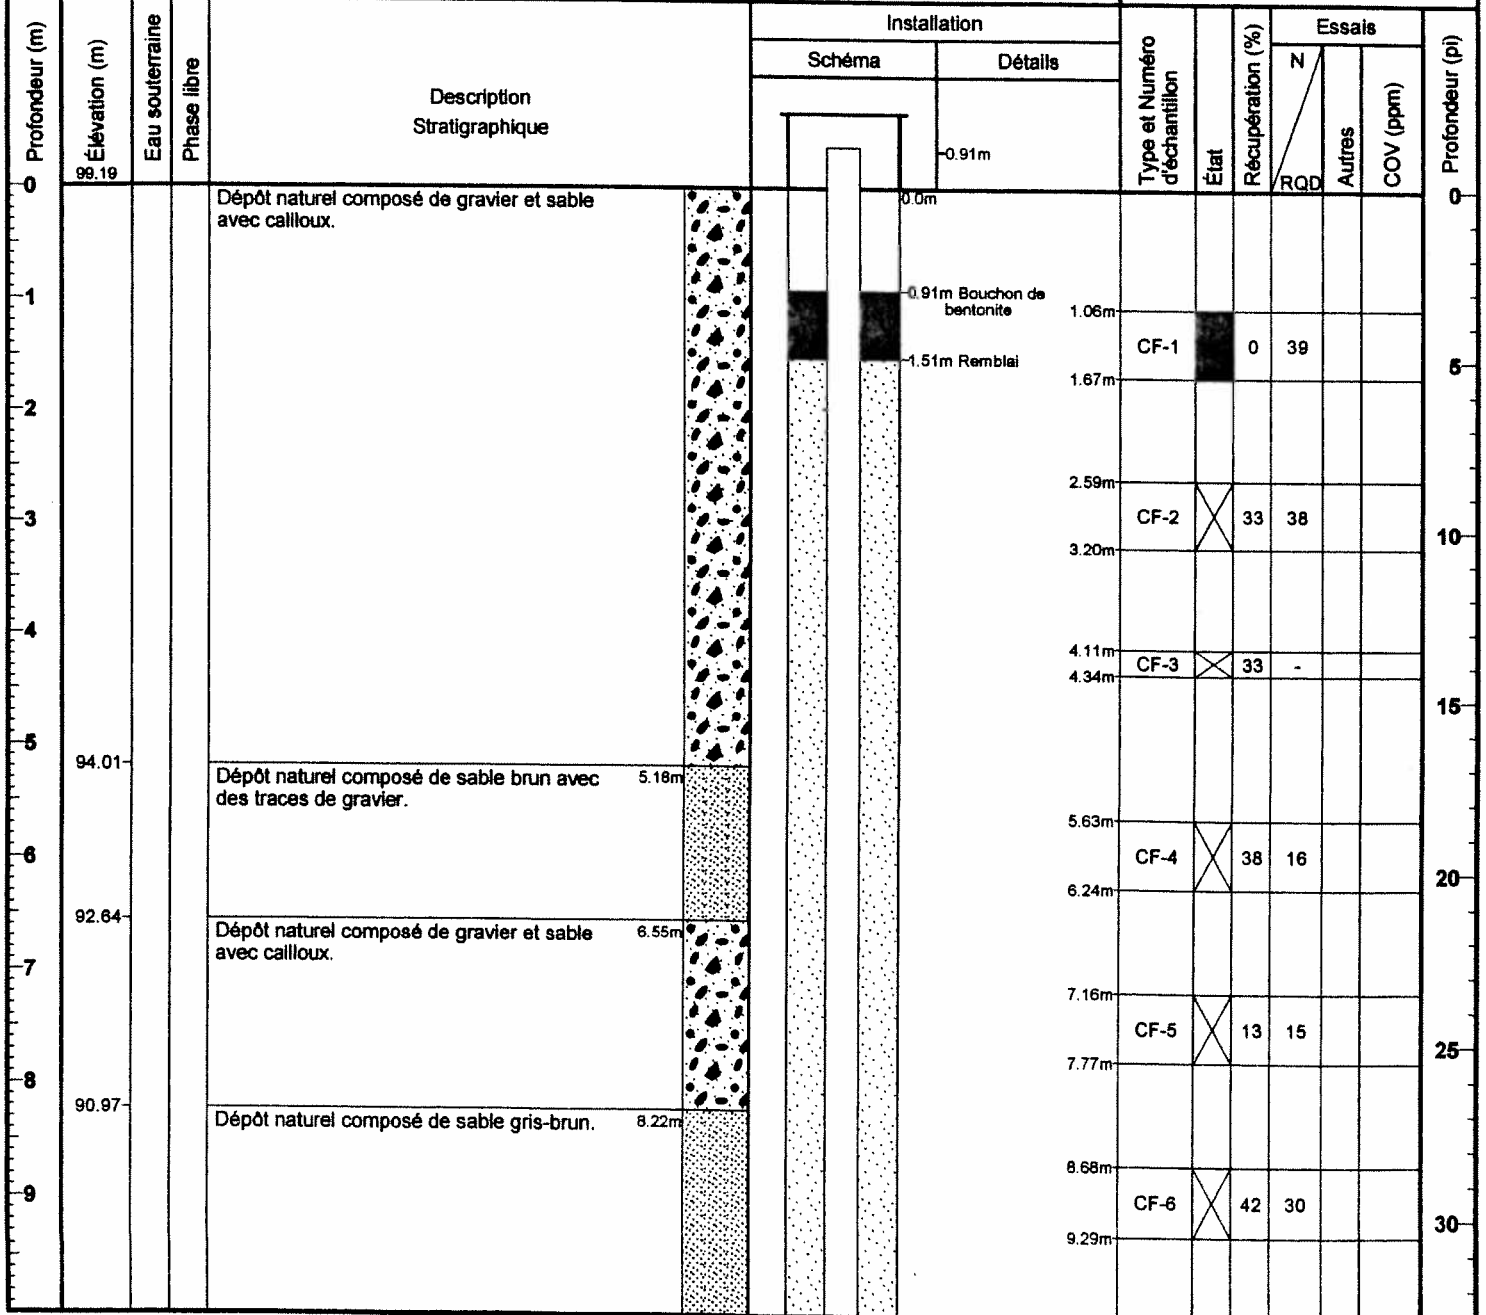 Profondeur (m)
Élévation (m)
Eau souterraine
Phase libre
Description
Stratigraphique
Installation
Schéma
Détails
Type et Numéro
d'échantillon
État
Récupération (%)
Essais
N
RQD
Autres
COV (ppm)
Profondeur (pi)
99.19
0.91m
0
0.0m
0
Dépôt naturel composé de gravier et sable
avec cailloux.
1
0.91m Bouchon de
bentonite
1.06m
CF-1
0
39
1.51m Remblai
5
1.67m
2
2.59m
CF-2
33
38
3
10
3.20m
4
4.11m
CF-3
33
-
4.34m
15
5
94.01
Dépôt naturel composé de sable brun avec
des traces de gravier.
5.18m
5.63m
6
CF-4
38
16
20
6.24m
92.64
Dépôt naturel composé de gravier et sable
avec cailloux.
6.55m
7
7.16m
CF-5
13
15
25
7.77m
8
90.97
Dépôt naturel composé de sable gris-brun.
8.22m
8.68m
9
CF-6
42
30
30
9.29m